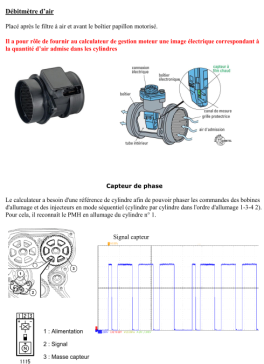 Débitmètre d'air
Placé après le filtre à air et avant le boîtier papillon motorisé.
Il a pour rôle de fournir au calculateur de gestion moteur une image électrique correspondant à
la quantité d'air admise dans les cylindres
connexion
électrique
boîtier
électronique
capteur à
film chaud
boîtier
canal de mesure
grille protectrice
air d'admission
tube intérieur
Capteur de phase
Le calculateur a besoin d'une référence de cylindre afin de pouvoir phaser les commandes des bobines
d'allumage et des injecteurs en mode séquentiel (cylindre par cylindre dans l'ordre d'allumage 1-3-4 2).
Pour cela, il reconnaît le PMH en allumage du cylindre n° 1.
Signal capteur
1 2 3
1115
1 : Alimentation
2 : Signal
3 : Masse capteur